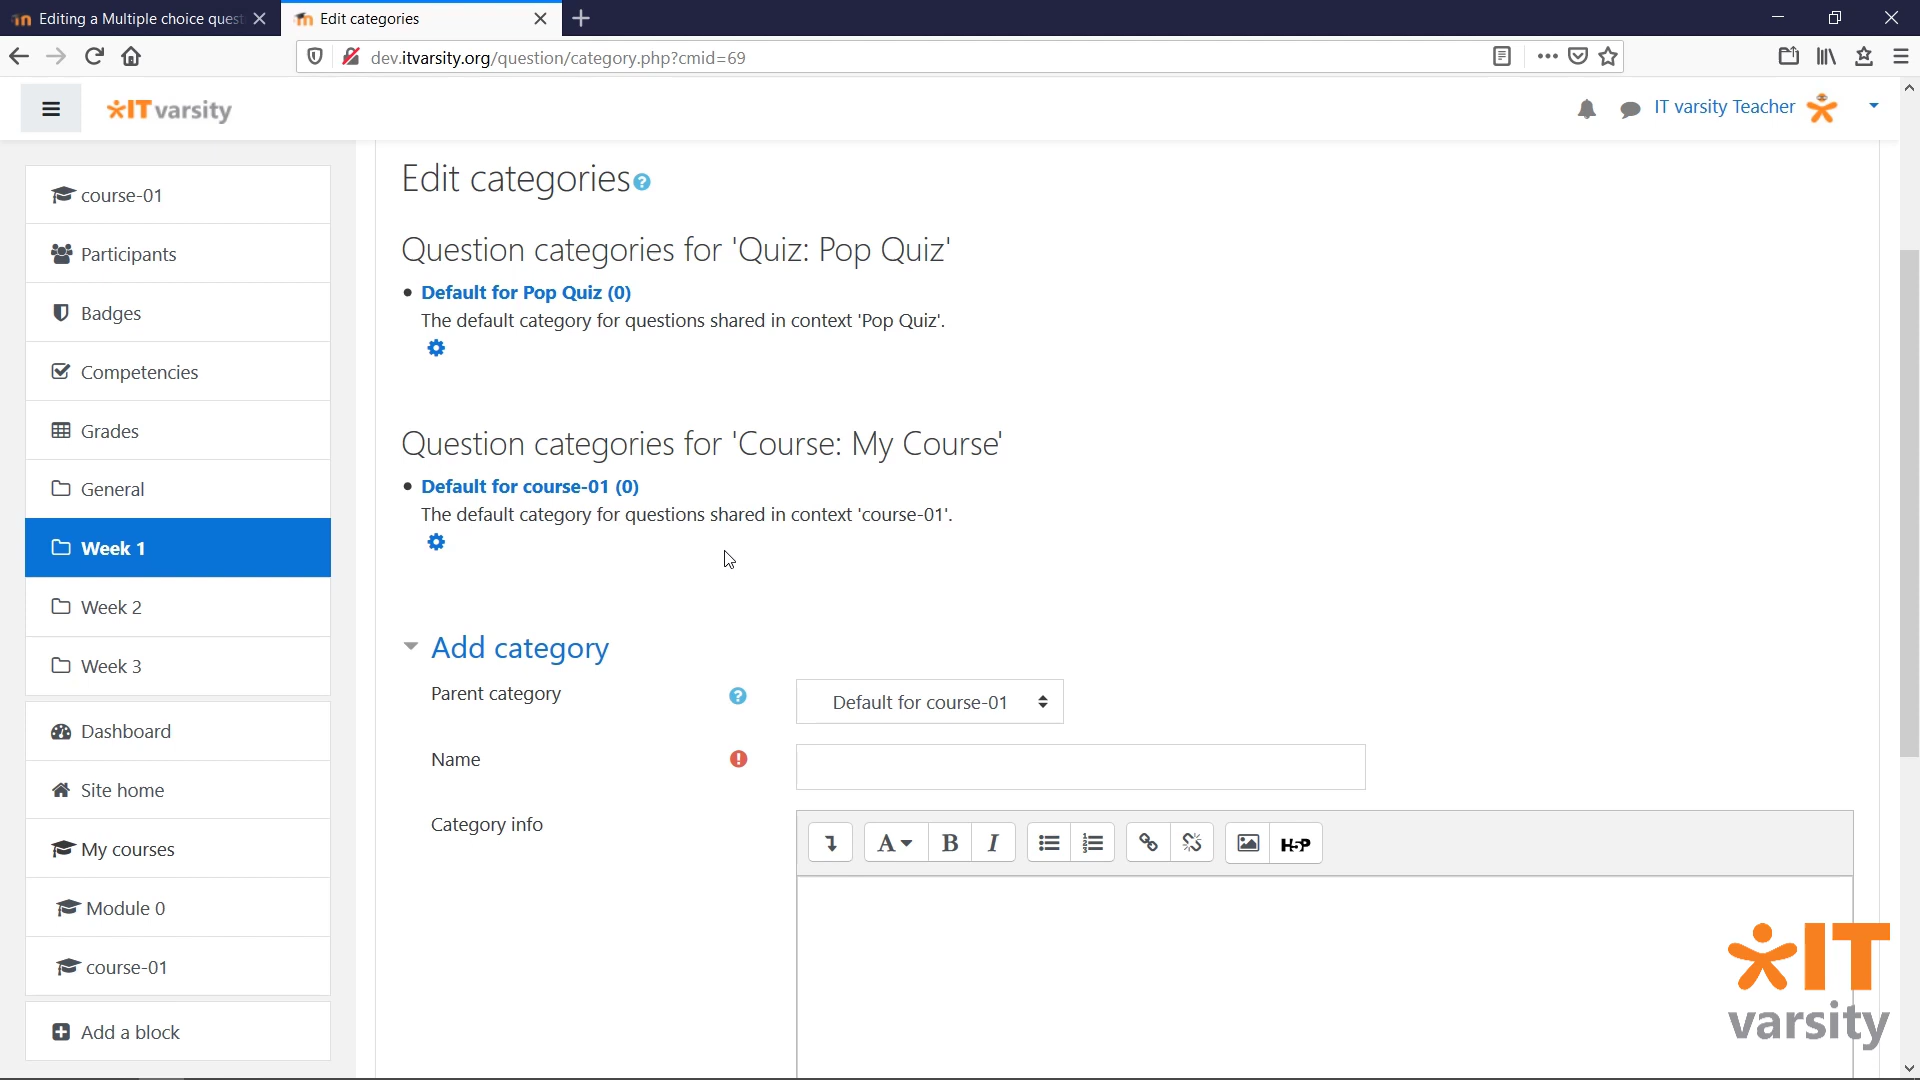 Editing a Multiple choice quest
Edit categories
dev.itvarsity.org/question/category.php?cmid=69
IT varsity
IT varsity Teacher
course-01
Participants
Badges
Competencies
Grades
General
Week 1
Week 2
Week 3
Dashboard
Site home
My courses
Module 0
course-01
Add a block
Edit categories
Question categories for 'Quiz: Pop Quiz'
Default for Pop Quiz (0)
The default category for questions shared in context 'Pop Quiz'.
Question categories for 'Course: My Course'
Default for course-01 (0)
The default category for questions shared in context 'course-01'.
Add category
Parent category
Default for course-01
Name
Category info
A B I
H5P
IT
varsity